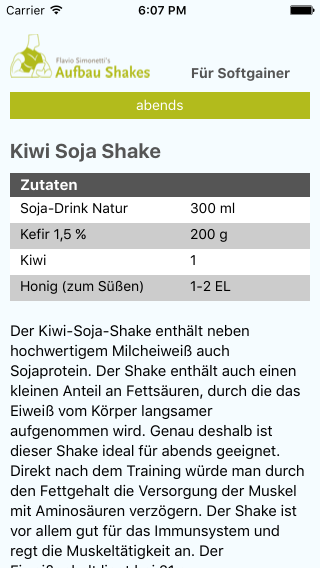 Carrier 6:07 PM
Flavio Simonetti's
Aufbau Shakes Für Softgainer
abends
Kiwi Soja Shake
Zutaten
Soja-Drink Natur 300 ml
Kefir 1,5 % 200 g
Kiwi 1
Honig (zum Süßen) 1-2 EL
Der Kiwi-Soja-Shake enthält neben
hochwertigem Milcheiweiß auch
Sojaprotein. Der Shake enthält auch einen
kleinen Anteil an Fettsäuren, durch die das
Eiweiß vom Körper langsamer
aufgenommen wird. Genau deshalb ist
dieser Shake ideal für abends geeignet.
Direkt nach dem Training würde man durch
den Fettgehalt die Versorgung der Muskel
mit Aminosäuren verzögern. Der Shake ist
vor allem gut für das Immunsystem und
regt die Muskeltätigkeit an. Der